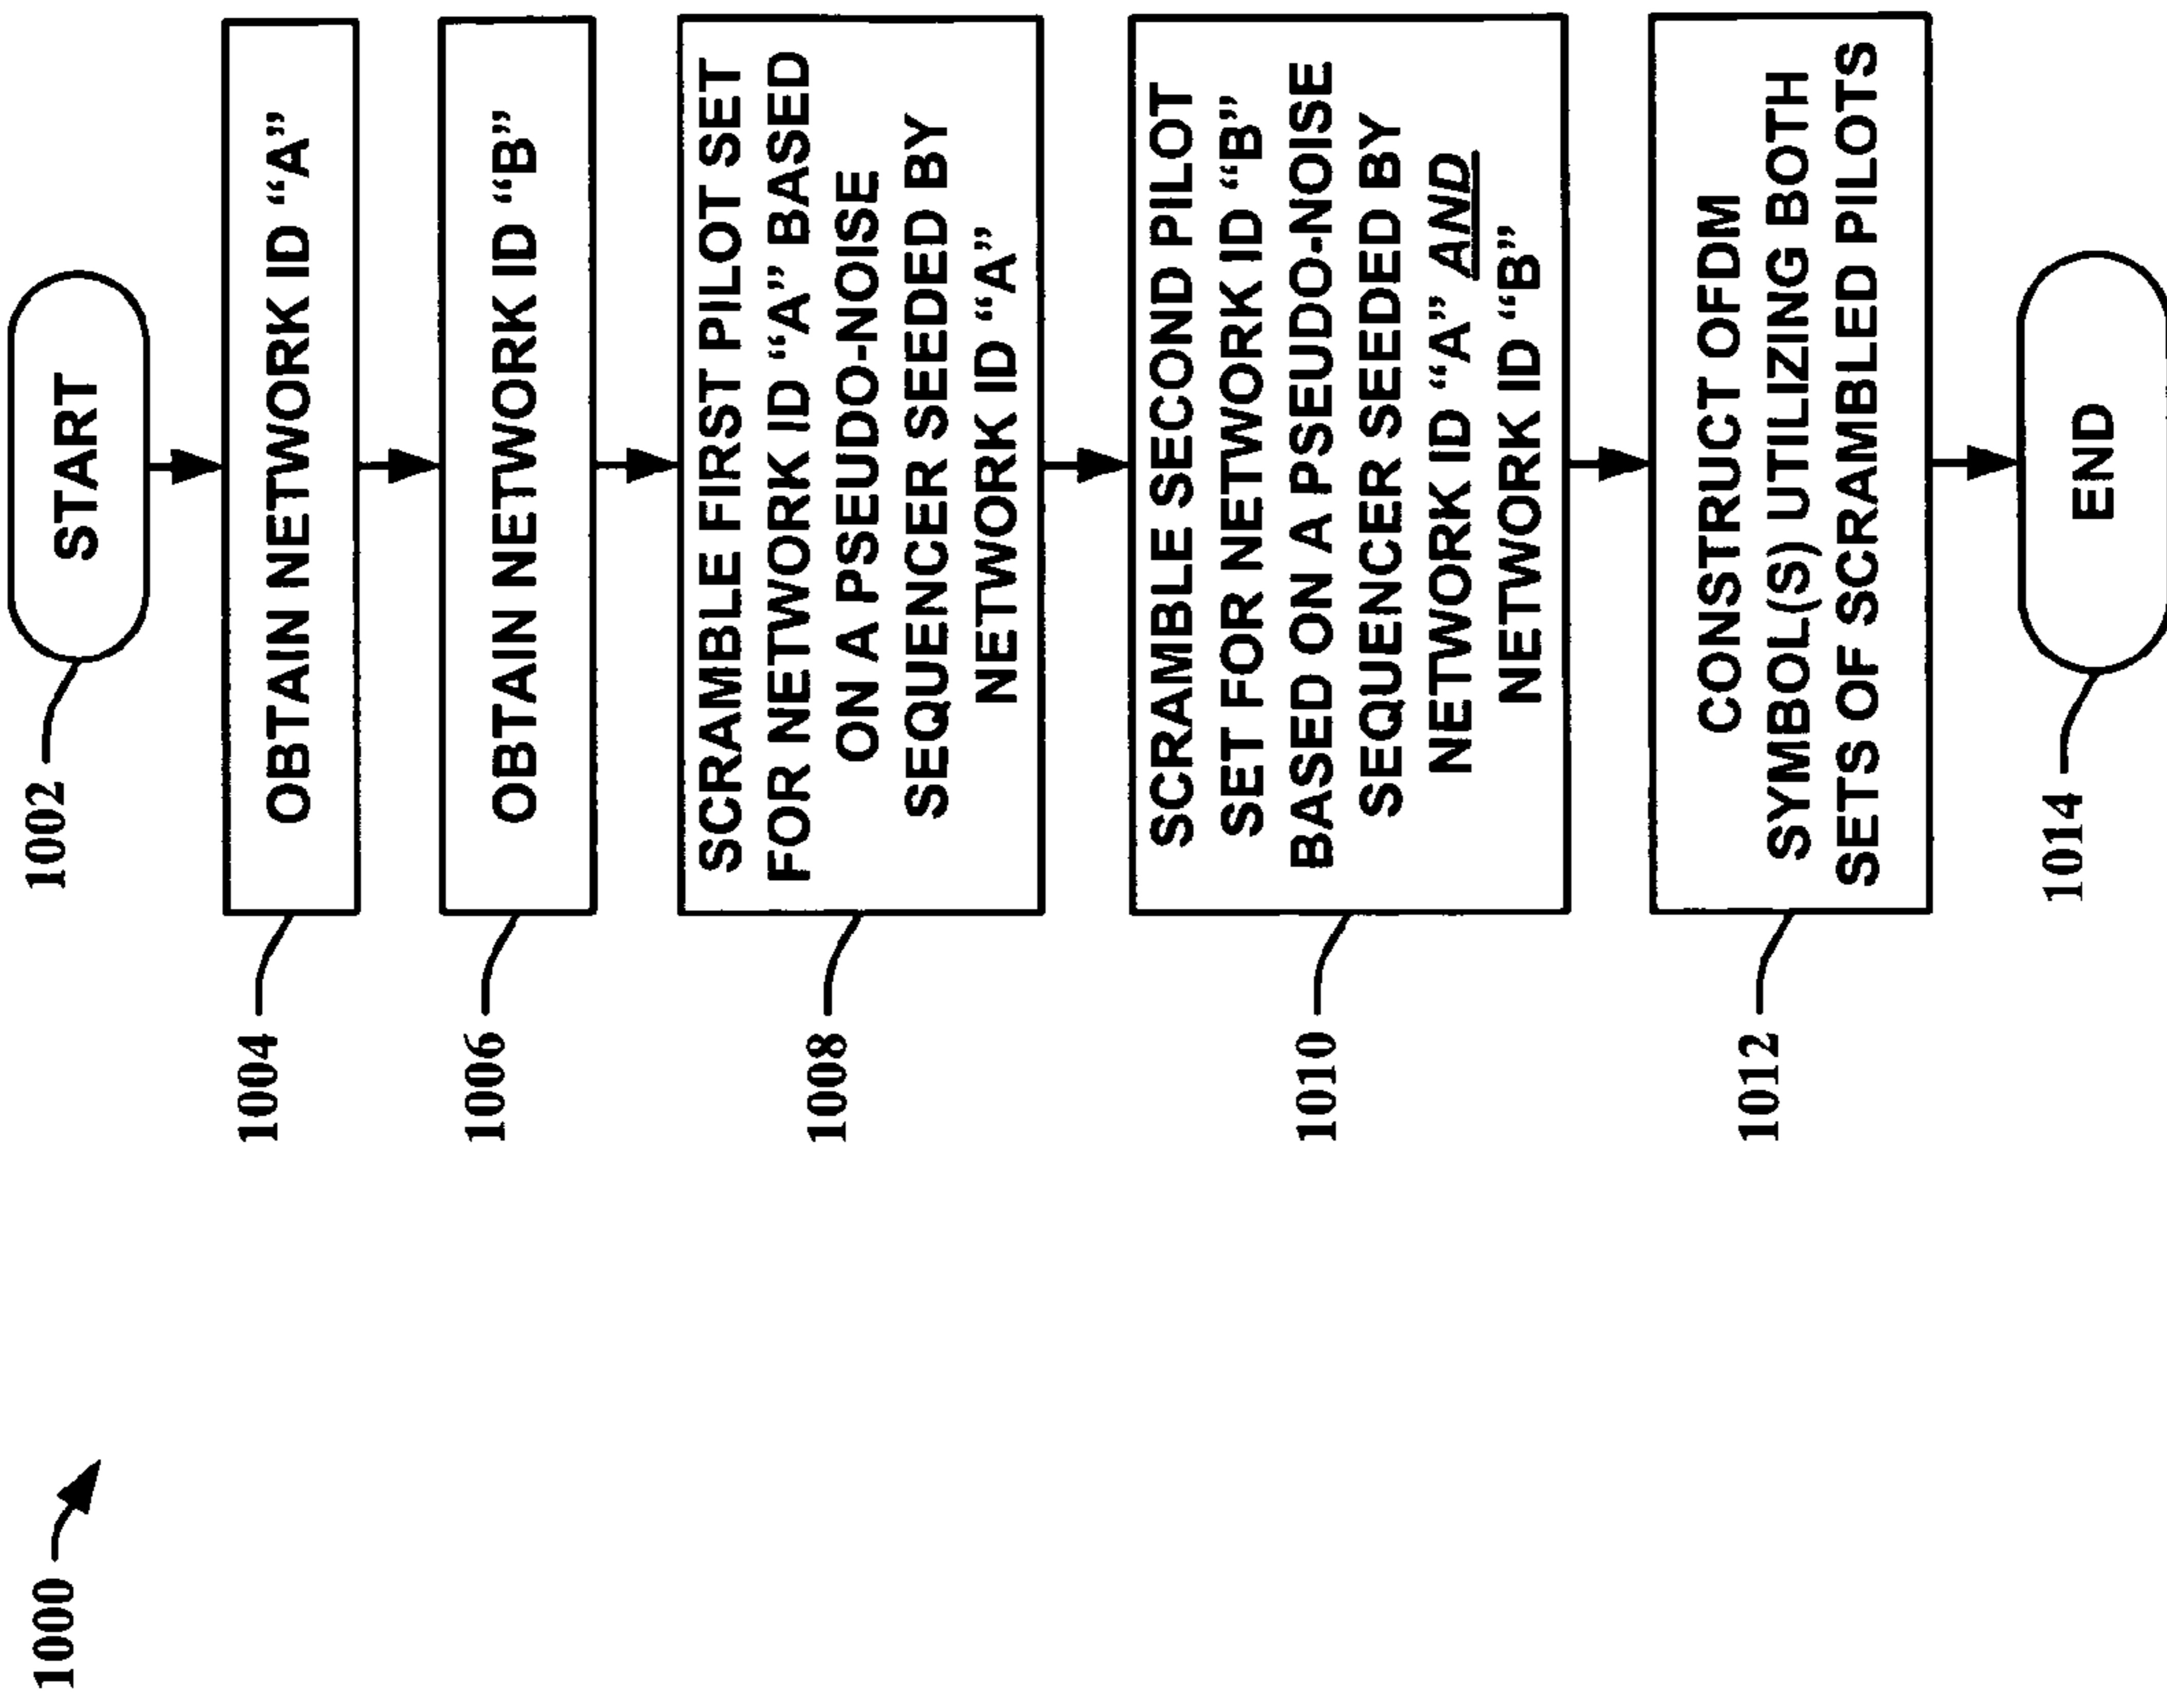 1000
START
1002
OBTAIN NETWORK ID “A”
1004
OBTAIN NETWORK ID “B”
1006
SCRAMBLE FIRST PILOT SET
FOR NETWORK ID “A” BASED
ON A PSEUDO-NOISE
SEQUENCER SEEDED BY
NETWORK ID “A”
1008
SCRAMBLE SECOND PILOT
SET FOR NETWORK ID “B”
BASED ON A PSEUDO-NOISE
SEQUENCER SEEDED BY
NETWORK ID “A” AND
NETWORK ID “B”
1010
CONSTRUCT OFDM
SYMBOL(S) UTILIZING BOTH
SETS OF SCRAMBLED PILOTS
1012
END
1014